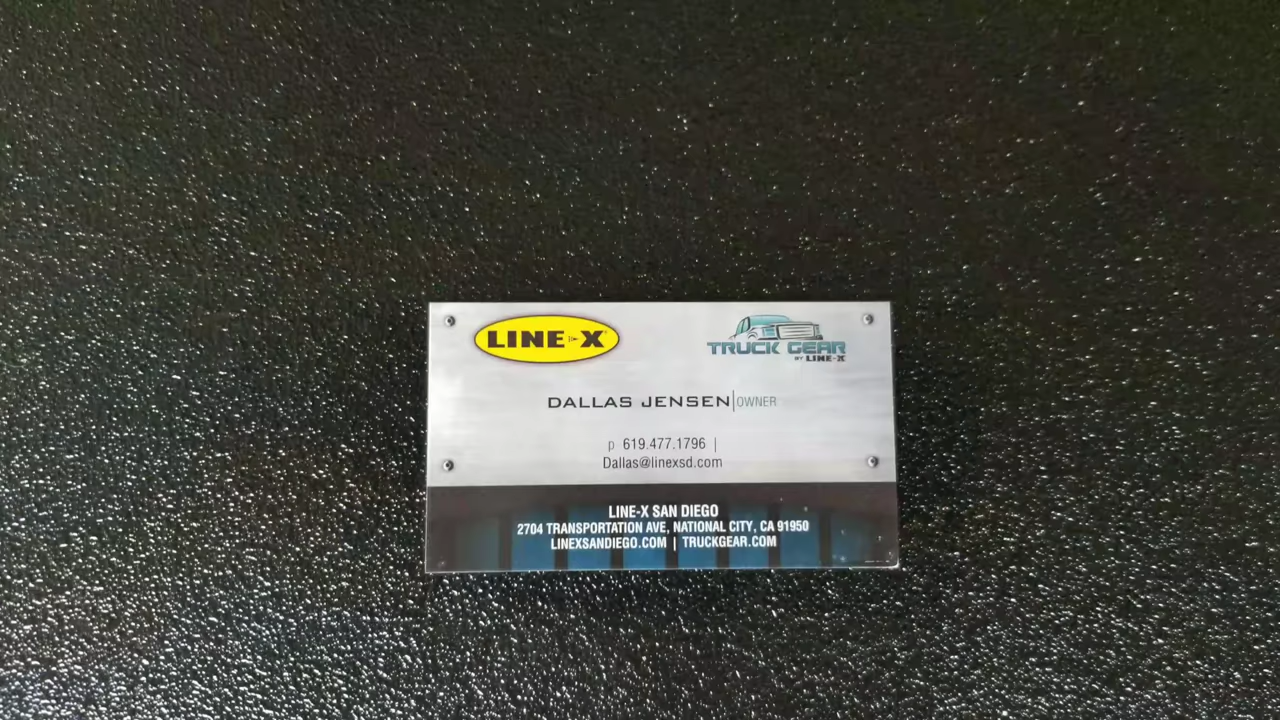 LINE-X®
TRUCK GEAR
BY LINE-X
DALLAS JENSEN|OWNER
p 619.477.1796 |
Dallas@linexsd.com
LINE-X SAN DIEGO
2704 TRANSPORTATION AVE, NATIONAL CITY, CA 91950
LINEXSANDIEGO.COM | TRUCKGEAR.COM